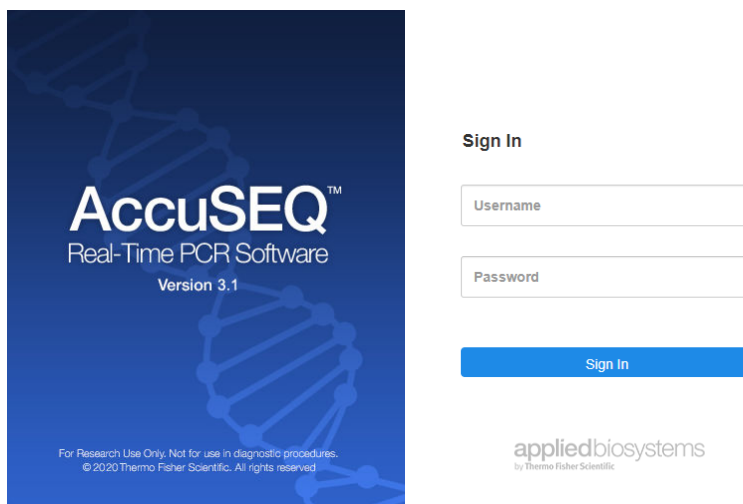 AccuSEQ™
Real-Time PCR Software
Version 3.1
For Research Use Only. Not for use in diagnostic procedures.
© 2020 Thermo Fisher Scientific. All rights reserved
Sign In
Username
Password
Sign In
appliedbiosystems
by Thermo Fisher Scientific